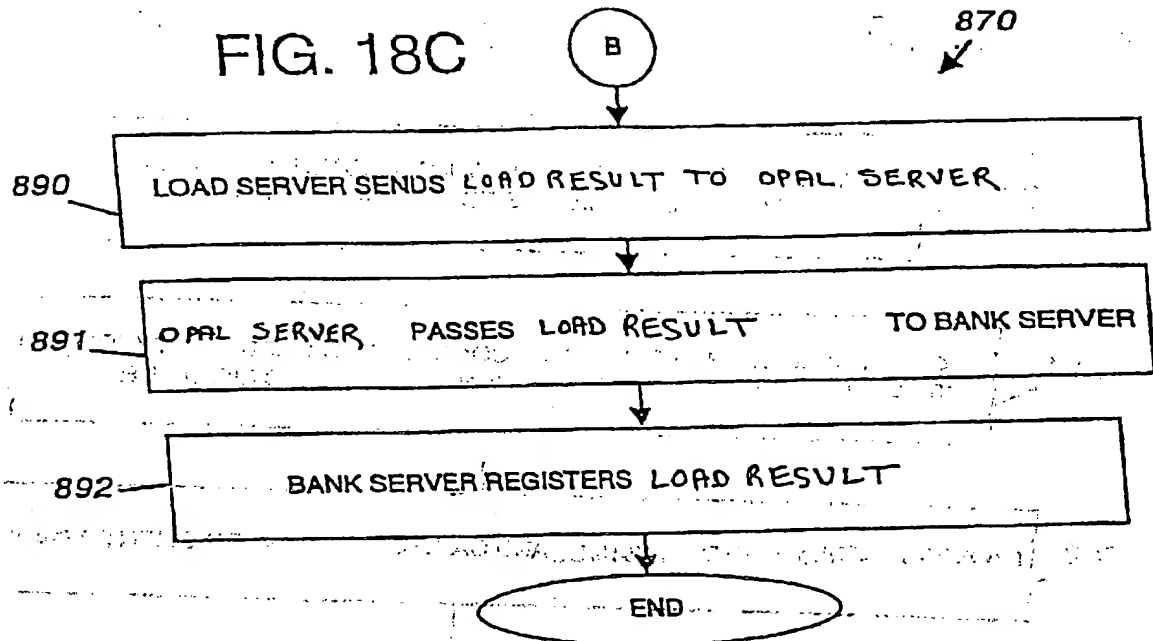 FIG. 18C
B
870
890
LOAD SERVER SENDS LOAD RESULT TO OPAL SERVER
891
OPAL SERVER PASSES LOAD RESULT TO BANK SERVER
892
BANK SERVER REGISTERS LOAD RESULT
END